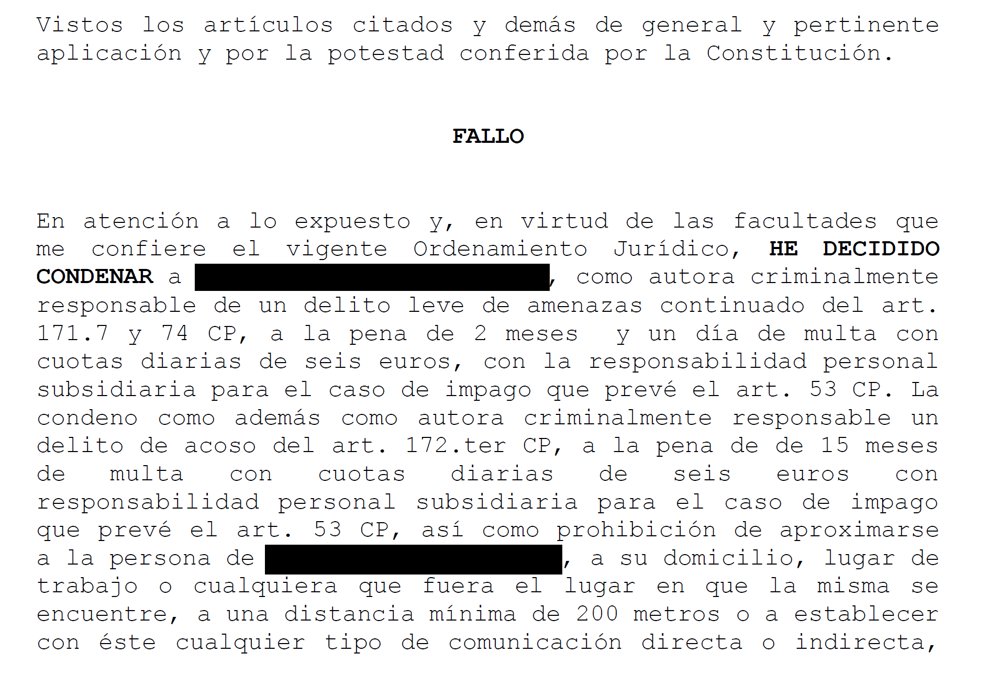 Vistos los artículos citados y demás de general y pertinente
aplicación y por la potestad conferida por la Constitución.
FALLO
En atención a lo expuesto y, en virtud de las facultades que
me confiere el vigente Ordenamiento Jurídico, HE DECIDIDO
CONDENAR a , como autora criminalmente
responsable de un delito leve de amenazas continuado del art.
171.7 y 74 CP, a la pena de 2 meses y un día de multa con
cuotas diarias de seis euros, con la responsabilidad personal
subsidiaria para el caso de impago que prevé el art. 53 CP. La
condeno como además como autora criminalmente responsable un
delito de acoso del art. 172.ter CP, a la pena de de 15 meses
de multa con cuotas diarias de seis euros con
responsabilidad personal subsidiaria para el caso de impago
que prevé el art. 53 CP, así como prohibición de aproximarse
a la persona de , a su domicilio, lugar de
trabajo o cualquiera que fuera el lugar en que la misma se
encuentre, a una distancia mínima de 200 metros o a establecer
con éste cualquier tipo de comunicación directa o indirecta,